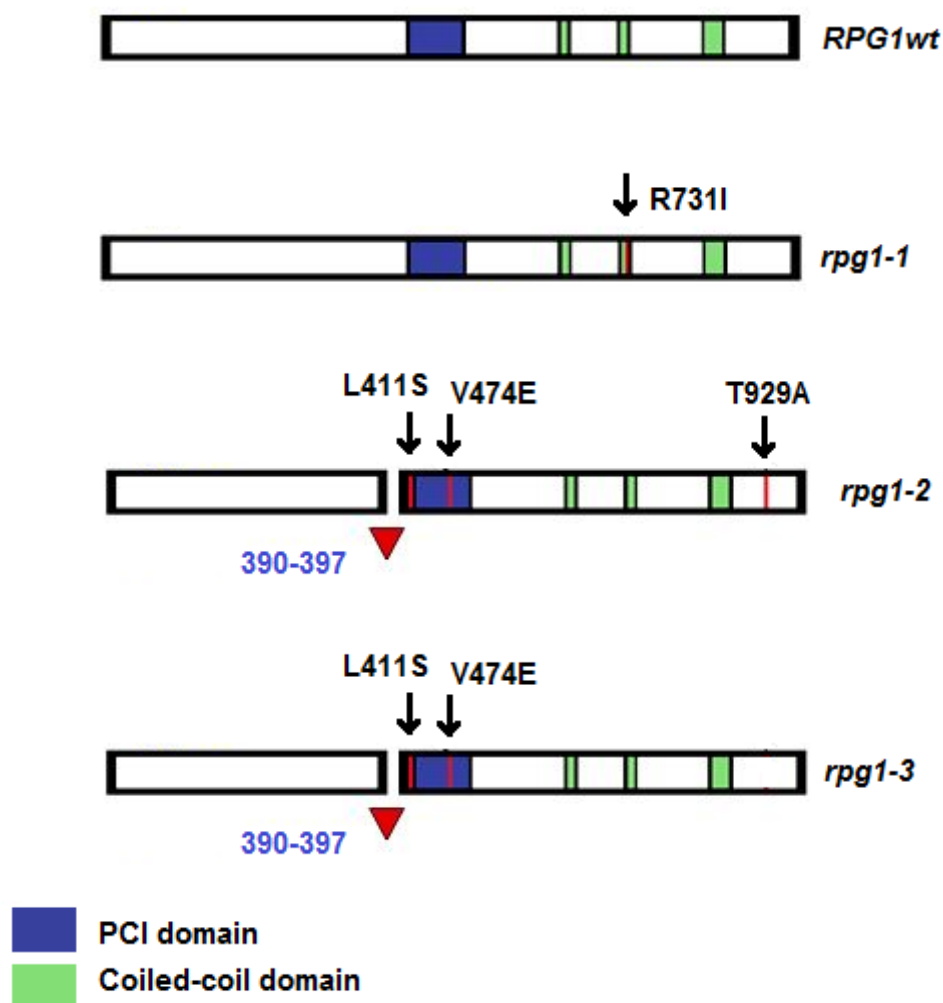 RPG1wt
R731I
rpg1-1
L411S V474E T929A
rpg1-2
390-397
L411S V474E
rpg1-3
390-397
PCI domain
Coiled-coil domain